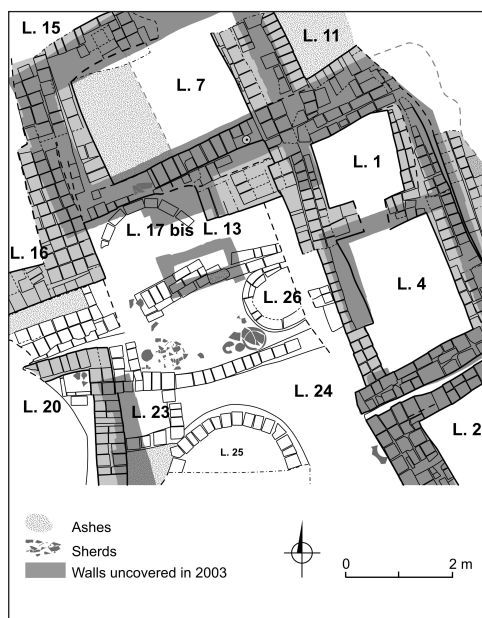 L. 15
L. 11
L. 7
L. 1
L. 17 bis
L. 13
L. 16
L. 4
L. 26
L. 20
L. 23
L. 24
L. 2
L. 25
Ashes
Sherds
Walls uncovered in 2003
0
2 m